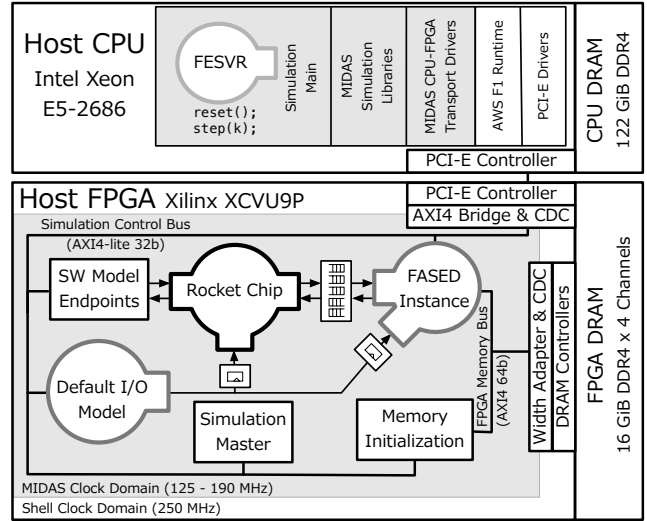 Host CPU
Intel Xeon
E5-2686
FESVR
reset();
step(k);
Simulation
Main
MIDAS
Simulation
Libraries
MIDAS CPU-FPGA
Transport Drivers
AWS F1 Runtime
PCI-E Drivers
CPU DRAM
122 GiB DDR4
PCI-E Controller
Host FPGA Xilinx XCVU9P
PCI-E Controller
AXI4 Bridge & CDC
Simulation Control Bus
(AXI4-lite 32b)
SW Model
Endpoints
Rocket Chip
FASED
Instance
Default I/O
Model
Simulation
Master
Memory
Initialization
FPGA Memory Bus
(AXI4 64b)
Width Adapter & CDC
DRAM Controllers
FPGA DRAM
16 GiB DDR4 x 4 Channels
MIDAS Clock Domain (125 - 190 MHz)
Shell Clock Domain (250 MHz)